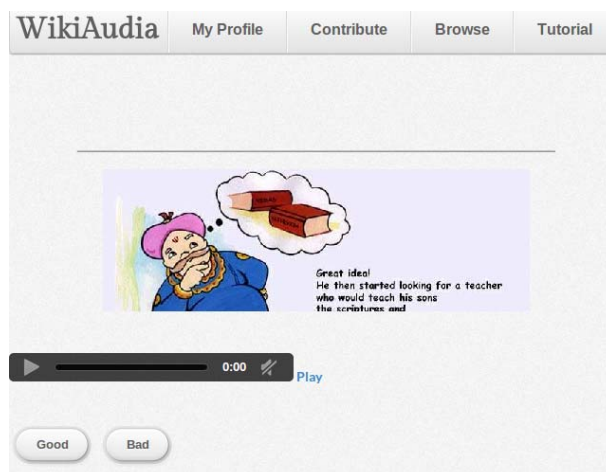 WikiAudia My Profile Contribute Browse Tutorial
Great idea!
He then started looking for a teacher
who would teach his sons
the scriptures and
0:00
Play
Good Bad